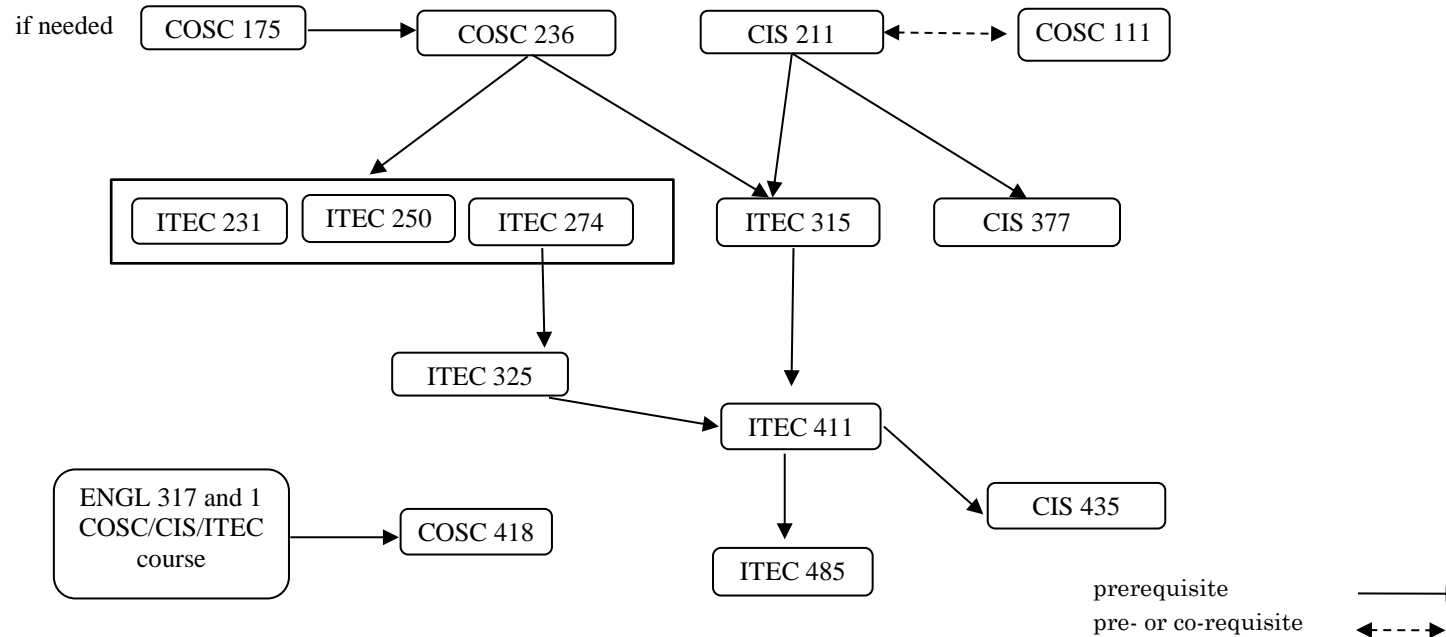 if needed
COSC 175
COSC 236
CIS 211
COSC 111
ITEC 231
ITEC 250
ITEC 274
ITEC 315
CIS 377
ITEC 325
ITEC 411
ENGL 317 and 1
COSC/CIS/ITEC
course
COSC 418
CIS 435
ITEC 485
prerequisite
pre- or co-requisite